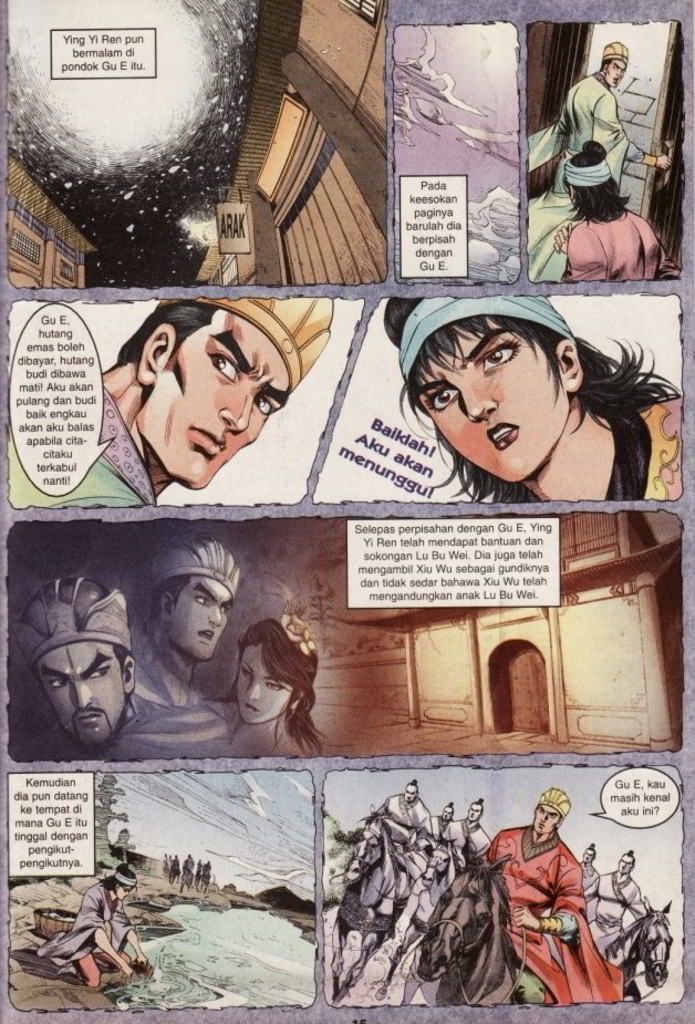 Ying Yi Ren pun
bermalam di
pondok Gu E itu.
ARAK
Pada
keesokan
paginya
barulah dia
berpisah
dengan
Gu E.
Gu E,
hutang
emas boleh
dibayar, hutang
budi dibawa
mati! Aku akan
pulang dan budi
baik engkau
akan aku balas
apabila cita-
citaku
terkabul
nanti!
Baiklah!
Aku akan
menunggu!
Selepas perpisahan dengan Gu E, Ying
Yi Ren telah mendapat bantuan dan
sokongan Lu Bu Wei. Dia juga telah
mengambil Xiu Wu sebagai gundiknya
dan tidak sedar bahawa Xiu Wu telah
mengandungkan anak Lu Bu Wei.
Kemudian
dia pun datang
ke tempat di
mana Gu E itu
tinggal dengan
pengikut-
pengikutnya.
Gu E, kau
masih kenal
aku ini?
15